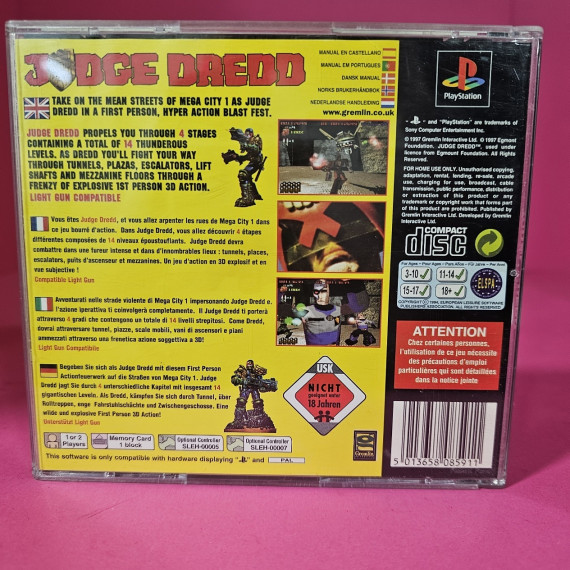 JUDGE DREDD
TAKE ON THE MEAN STREETS OF MEGA CITY 1 AS JUDGE
DREDD IN A FIRST PERSON, HYPER ACTION BLAST FEST.
JUDGE DREDD PROPELS YOU THROUGH 4 STAGES
CONTAINING A TOTAL OF 14 THUNDEROUS
LEVELS. AS DREDD YOU'LL FIGHT YOUR WAY
THROUGH TUNNELS, PLAZAS, ESCALATORS, LIFT
SHAFTS AND MEZZANINE FLOORS THROUGH A
FRENZY OF EXPLOSIVE 1ST PERSON 3D ACTION.
LIGHT GUN COMPATIBLE
Vous êtes Judge Dredd, et vous allez arpenter les rues de Mega City 1 dans
ce jeu bourré d'action. Dans Judge Dredd, vous allez découvrir 4 étapes
différentes composées de 14 niveaux époustouflants. Judge Dredd devra
combattre dans une fureur intense et dans d'innombrables lieux : tunnels, places,
escalators, puits d'ascenseur et mezzanines. Un jeu d'action en 3D explosif et en
vue subjective !
Compatible Light Gun
Avventurati nelle strade violente di Mega City 1 impersonando Judge Dredd e
l'azione iperattiva ti coinvolgerà completamente. Il Judge Dredd ti porterà
attraverso 4 gradi che contengono un totale di 14 livelli strepitosi. Come Dredd,
dovrai attraversare tunnel, piazze, scale mobili, vani di ascensori e piani
ammezzati attraverso una frenetica azione soggettiva a 3D!
Light Gun Compatibile
Begeben Sie sich als Judge Dredd mit diesem First Person
Actionfeuerwerk auf die Straßen von Mega City 1. Judge
Dredd jagt Sie durch 4 unterschiedliche Kapitel mit insgesamt 14
gigantischen Levels. Als Dredd, kämpfen Sie sich durch Tunnel, über
Rolltreppen, enge Fahrstuhlschächte und Zwischengeschosse. Eine
wilde und explosive First Person 3D Action!
Unterstützt Light Gun
MANUAL EN CASTELLANO
MANUAL EM PORTUGUES
DANSK MANUAL
NORKS BRUKERHÅNDBOK
NEDERLANDSE HANDLEIDING
www.gremlin.co.uk
USK
NICHT
geeignet unter
18 Jahren
Gremlin
1 or 2
Players
Memory Card
1 block
Optional Controller
SLEH-00005
Optional Controller
SLEH-00007
This software is only compatible with hardware displaying "PS" and PAL
PlayStation
and "PlayStation" are trademarks of
Sony Computer Entertainment Inc.
© 1997 Gremlin Interactive Ltd. © 1997 Egmont
Foundation. JUDGE DREDD™, used under
licence from Egmont Foundation. All Rights
Reserved.
FOR HOME USE ONLY. Unauthorised copying,
adaptation, rental, lending, re-sale, arcade
use, charging for use, broadcast, cable
transmission, public performance, distribution
or extraction of this product or any
trademark or copyright work that forms part
of this product are prohibited. Published by
Gremlin Interactive Ltd. Developed by Gremlin
Interactive Ltd.
COMPACT
disc
3-10
11-14
15-17
18+
ELSPA
COPYRIGHT © 1994, EUROPEAN LEISURE SOFTWARE
PUBLISHERS ASSOCIATION. ALL RIGHTS RESERVED
ATTENTION
Chez certaines personnes,
l'utilisation de ce jeu nécessite
des précautions d'emploi
particulières qui sont détaillées
dans la notice jointe
5 013658 085911